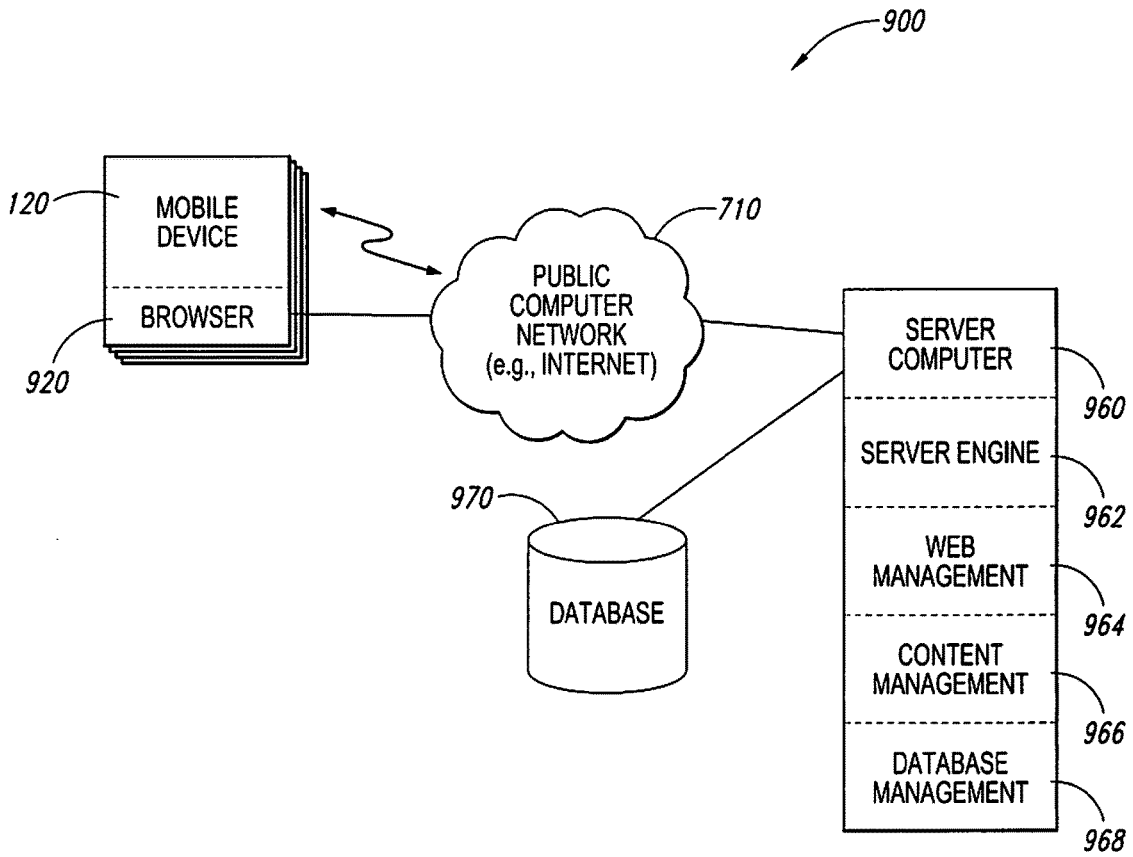 900
120
MOBILE
DEVICE
BROWSER
920
710
PUBLIC
COMPUTER
NETWORK
(e.g., INTERNET)
SERVER
COMPUTER
960
SERVER ENGINE
962
WEB
MANAGEMENT
964
CONTENT
MANAGEMENT
966
DATABASE
MANAGEMENT
968
970
DATABASE